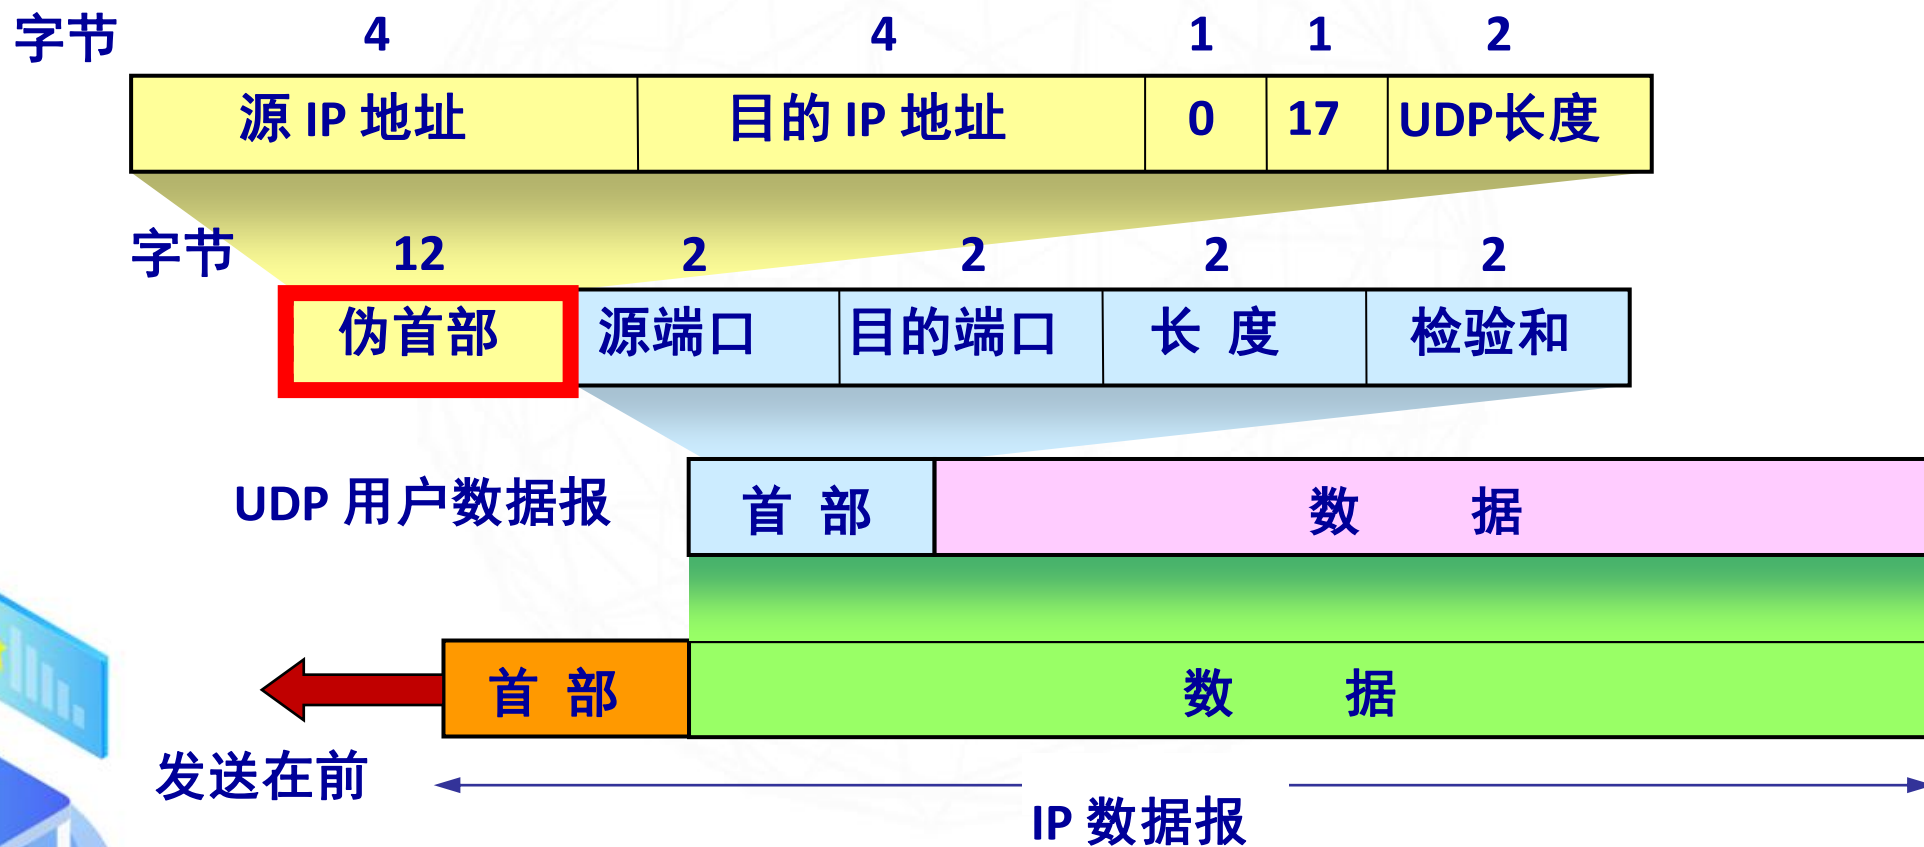 字节 4 4 1 1 2
源 IP 地址 目的 IP 地址 0 17 UDP长度
字节 12 2 2 2 2
伪首部 源端口 目的端口 长 度 检验和
UDP 用户数据报 首 部 数 据
首 部 数 据
发送在前
IP 数据报